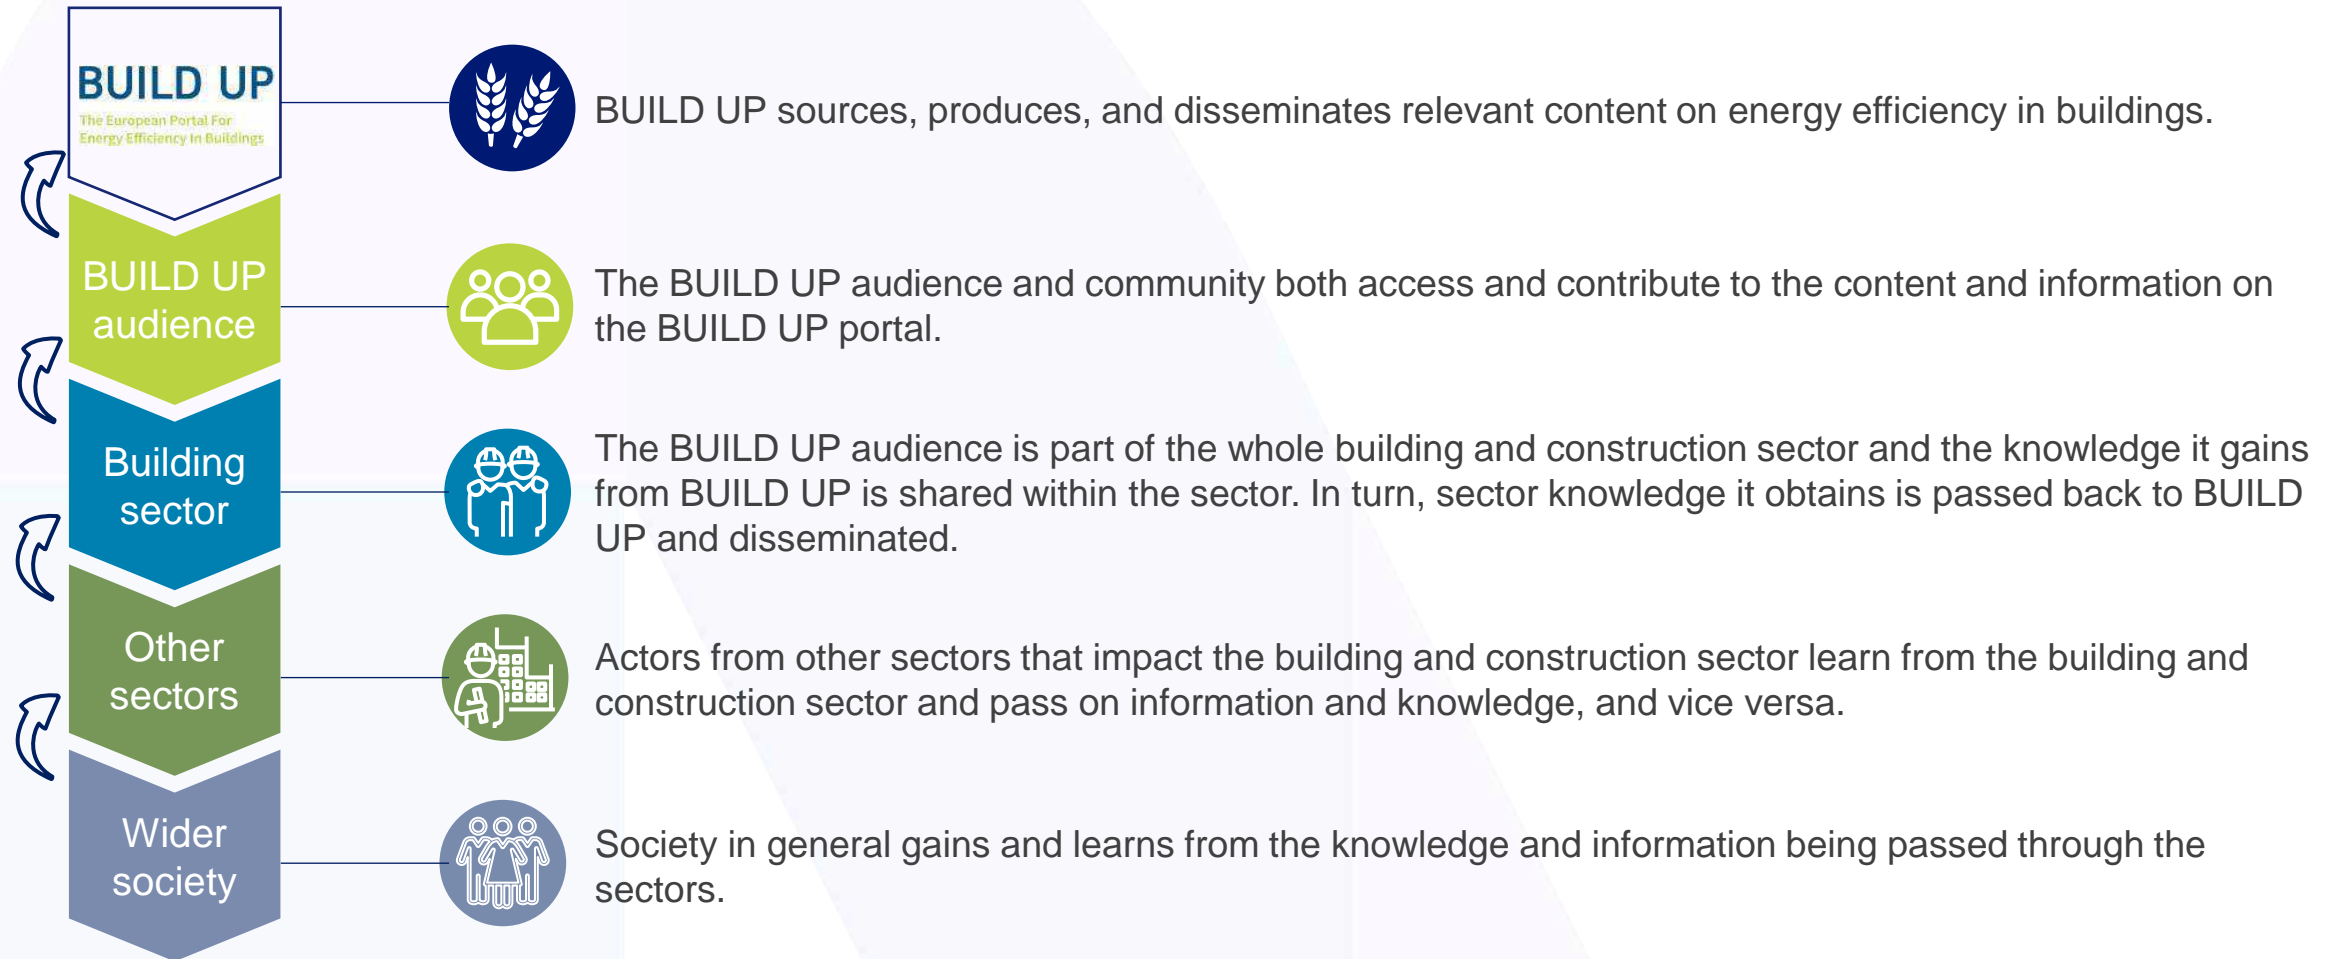 BUILD UP
The European Portal For
Energy Efficiency In Buildings
BUILD UP sources, produces, and disseminates relevant content on energy efficiency in buildings.
BUILD UP
audience
The BUILD UP audience and community both access and contribute to the content and information on
the BUILD UP portal.
Building
sector
The BUILD UP audience is part of the whole building and construction sector and the knowledge it gains
from BUILD UP is shared within the sector. In turn, sector knowledge it obtains is passed back to BUILD
UP and disseminated.
Other
sectors
Actors from other sectors that impact the building and construction sector learn from the building and
construction sector and pass on information and knowledge, and vice versa.
Wider
society
Society in general gains and learns from the knowledge and information being passed through the
sectors.